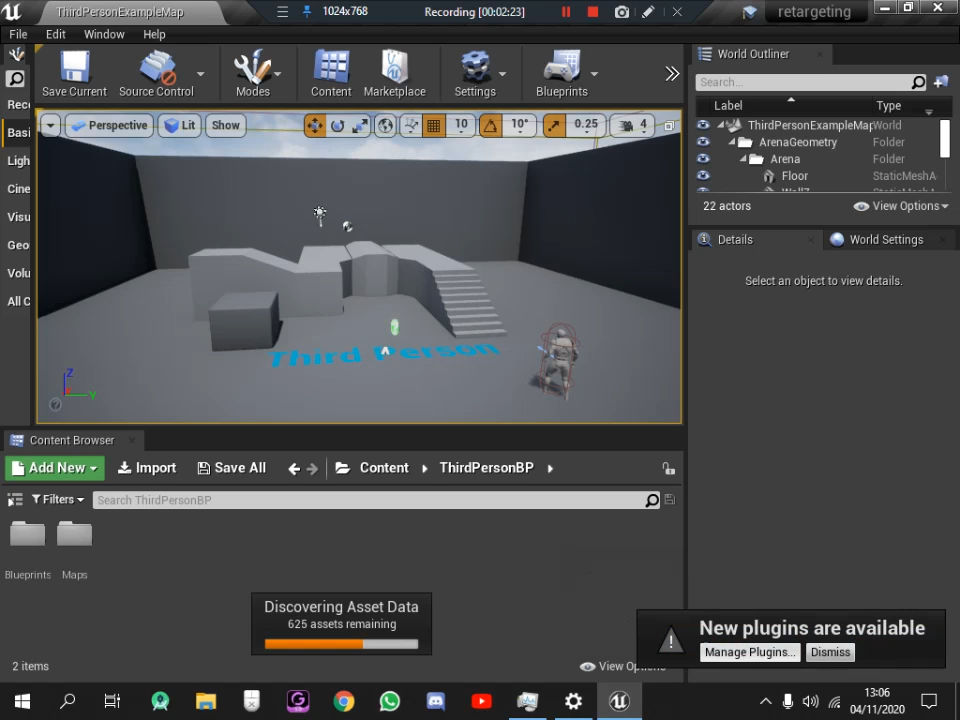 ThirdPersonExampleMap
1024x768
Recording [00:02:23]
retargeting
File Edit Window Help
Save Current
Source Control
Modes
Content
Marketplace
Settings
Blueprints
World Outliner
Search...
Label
Type
ThirdPersonExampleMap World
ArenaGeometry Folder
Arena Folder
Floor StaticMeshA
22 actors
View Options
Rece
Basi
Ligh
Cine
Visu
Geo
Volu
All C
Perspective
Lit
Show
10
10°
0.25
4
Third Person
Z
Y
Details
World Settings
Select an object to view details.
Content Browser
Add New
Import
Save All
Content
ThirdPersonBP
Filters
Search ThirdPersonBP
Blueprints
Maps
Discovering Asset Data
625 assets remaining
New plugins are available
Manage Plugins...
Dismiss
2 items
View Options
13:06
04/11/2020